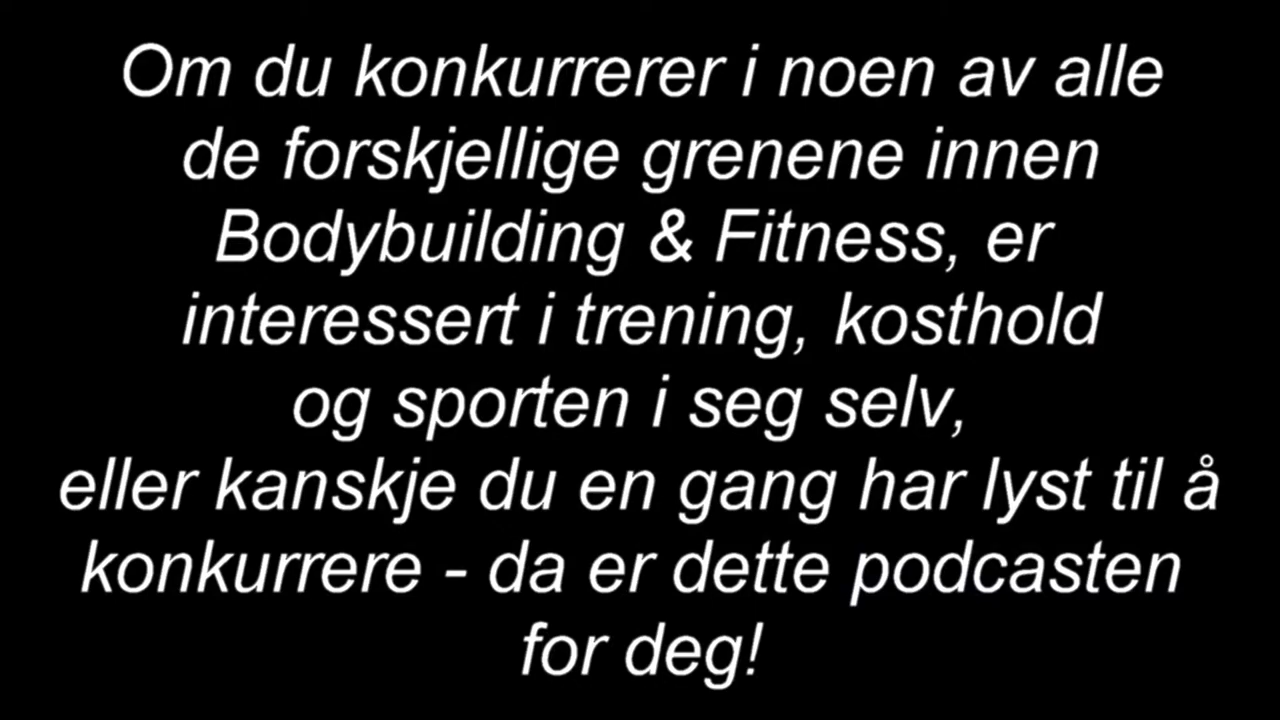 Om du konkurrerer i noen av alle
de forskjellige grenene innen
Bodybuilding & Fitness, er
interessert i trening, kosthold
og sporten i seg selv,
eller kanskje du en gang har lyst til å
konkurrere - da er dette podcasten
for deg!